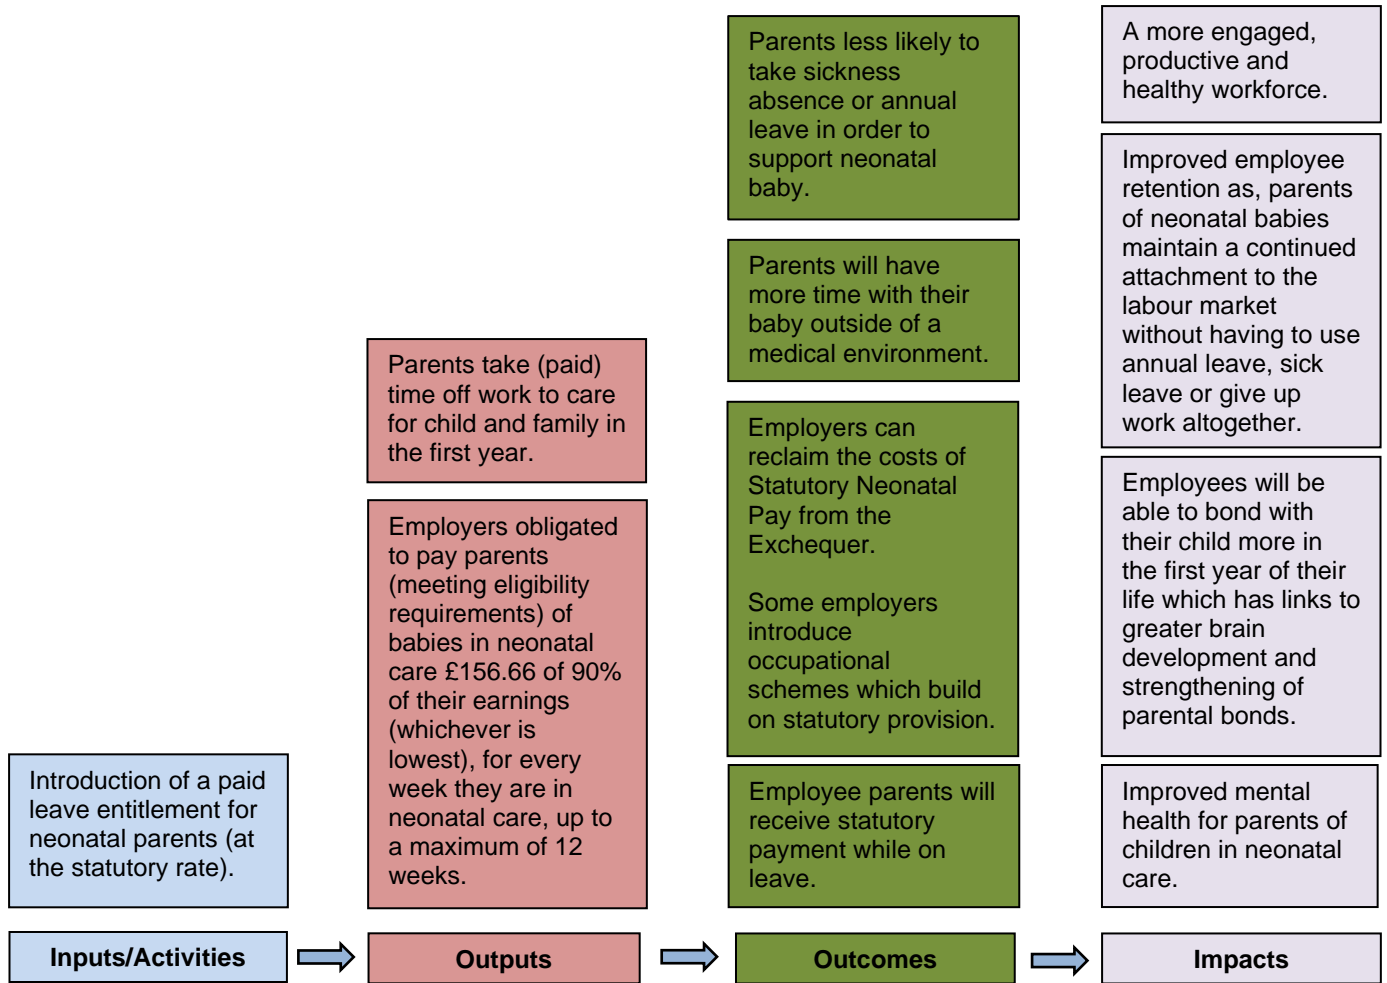 Introduction of a paid
leave entitlement for
neonatal parents (at
the statutory rate).
Inputs/Activities
Parents take (paid)
time off work to care
for child and family in
the first year.
Employers obligated
to pay parents
(meeting eligibility
requirements) of
babies in neonatal
care £156.66 of 90%
of their earnings
(whichever is
lowest), for every
week they are in
neonatal care, up to
a maximum of 12
weeks.
Outputs
Parents less likely to
take sickness
absence or annual
leave in order to
support neonatal
baby.
Parents will have
more time with their
baby outside of a
medical environment.
Employers can
reclaim the costs of
Statutory Neonatal
Pay from the
Exchequer.
Some employers
introduce
occupational
schemes which build
on statutory provision.
Employee parents will
receive statutory
payment while on
leave.
Outcomes
A more engaged,
productive and
healthy workforce.
Improved employee
retention as, parents
of neonatal babies
maintain a continued
attachment to the
labour market
without having to use
annual leave, sick
leave or give up
work altogether.
Employees will be
able to bond with
their child more in
the first year of their
life which has links to
greater brain
development and
strengthening of
parental bonds.
Improved mental
health for parents of
children in neonatal
care.
Impacts